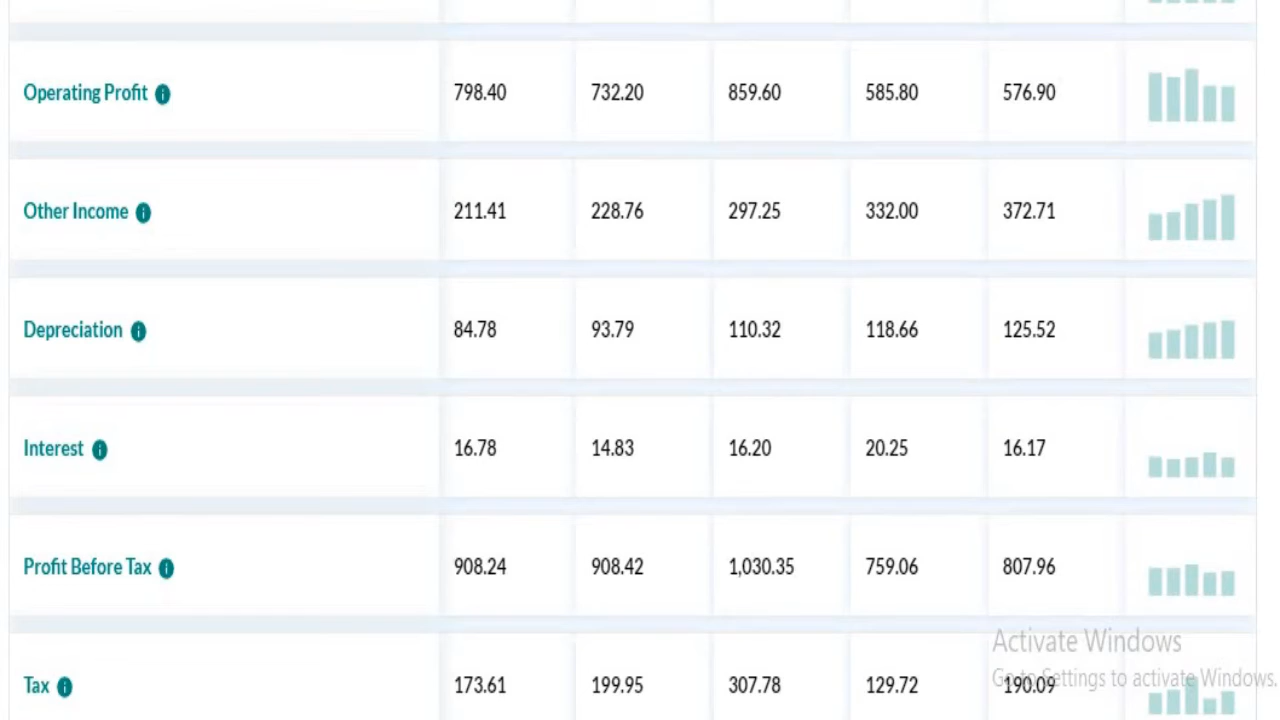 Operating Profit 798.40 732.20 859.60 585.80 576.90
Other Income 211.41 228.76 297.25 332.00 372.71
Depreciation 84.78 93.79 110.32 118.66 125.52
Interest 16.78 14.83 16.20 20.25 16.17
Profit Before Tax 908.24 908.42 1,030.35 759.06 807.96
Activate Windows
Go to Settings to activate Windows.
Tax 173.61 199.95 307.78 129.72 190.09